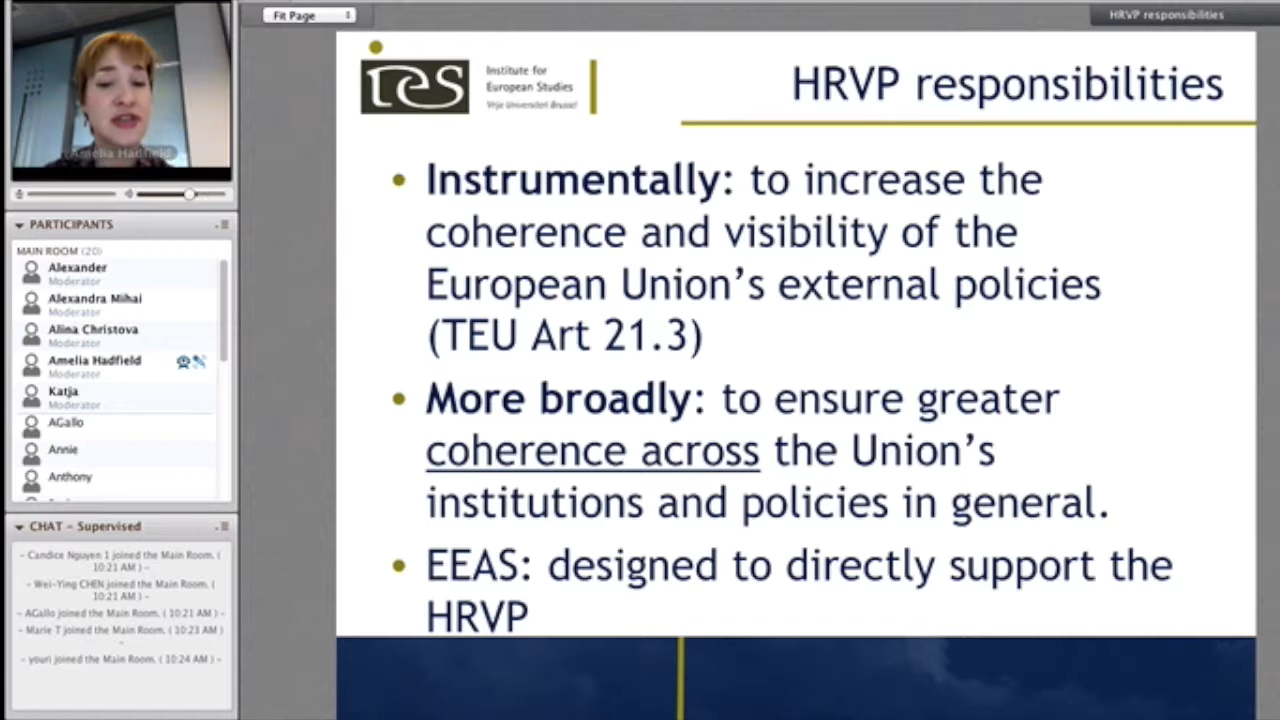 Fit Page
HRVP responsibilities
Amelia Hadfield
PARTICIPANTS
MAIN ROOM (20)
Alexander
Moderator
Alexandra Mihai
Moderator
Alina Christova
Moderator
Amelia Hadfield
Moderator
Katja
Moderator
AGallo
Annie
Anthony
CHAT - Supervised
- Candice Nguyen 1 joined the Main Room. (
10:21 AM ) -
- Wei-Ying CHEN joined the Main Room. (
10:21 AM ) -
- AGallo joined the Main Room. ( 10:21 AM ) -
- Marie T joined the Main Room. ( 10:23 AM )
-
- youri joined the Main Room. ( 10:24 AM ) -
ies
Institute for
European Studies
Vrije Universiteit Brussel
HRVP responsibilities
• Instrumentally: to increase the
coherence and visibility of the
European Union's external policies
(TEU Art 21.3)
• More broadly: to ensure greater
coherence across the Union's
institutions and policies in general.
• EEAS: designed to directly support the
HRVP